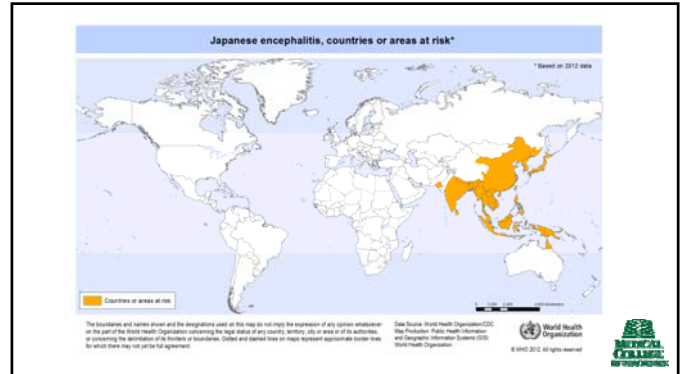 Japanese encephalitis, countries or areas at risk*
* Based on 2012 data
Countries or areas at risk
The boundaries and names shown and the designations used on this map do not imply the expression of any opinion whatsoever
on the part of the World Health Organization concerning the legal status of any country, territory, city or area or of its authorities,
or concerning the delimitation of its frontiers or boundaries. Dotted and dashed lines on maps represent approximate border lines
for which there may not yet be full agreement.
Data Source: World Health Organization/CDC
Map Production: Public Health Information
and Geographic Information Systems (GIS)
World Health Organization
World Health
Organization
© WHO 2012. All rights reserved
MEDICAL
COLLEGE